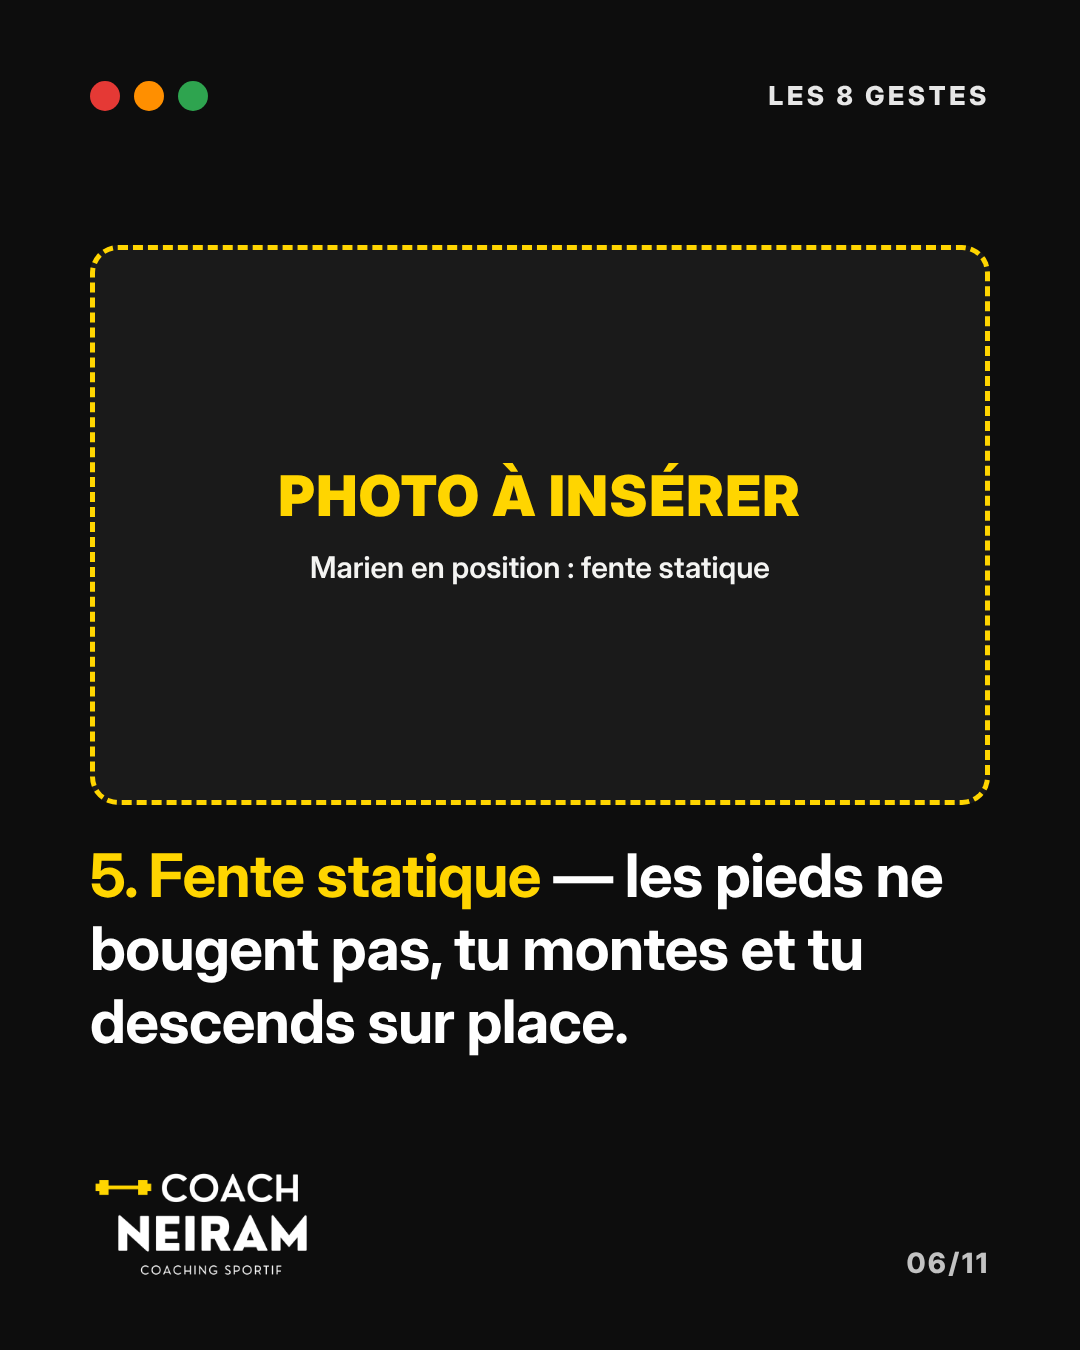 LES 8 GESTES
PHOTO À INSÉRER
Marien en position : fente statique
5. Fente statique — les pieds ne
bougent pas, tu montes et tu
descends sur place.
COACH
NEIRAM
COACHING SPORTIF
06/11